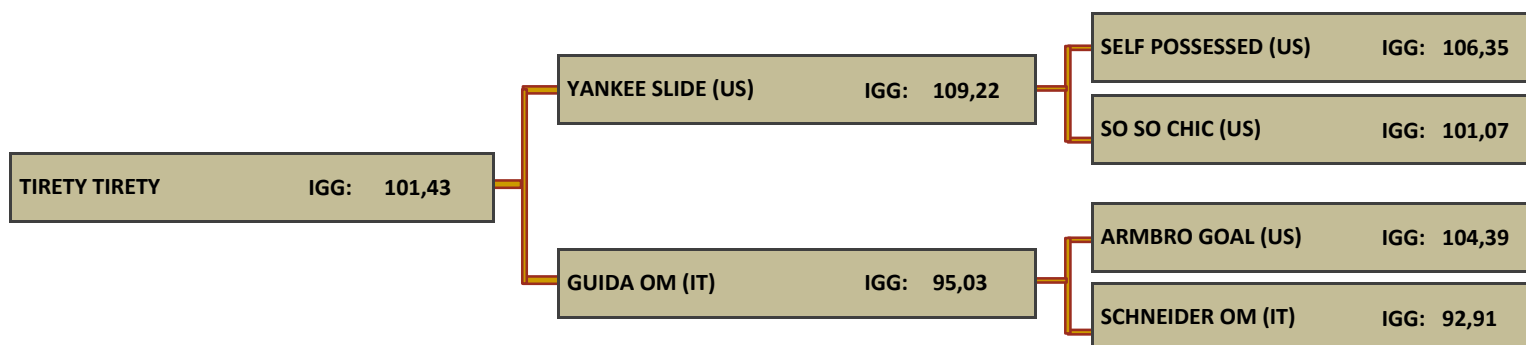 SELF POSSESSED (US) IGG: 106,35
YANKEE SLIDE (US) IGG: 109,22
SO SO CHIC (US) IGG: 101,07
TIRETY TIRETY IGG: 101,43
ARMBRO GOAL (US) IGG: 104,39
GUIDA OM (IT) IGG: 95,03
SCHNEIDER OM (IT) IGG: 92,91